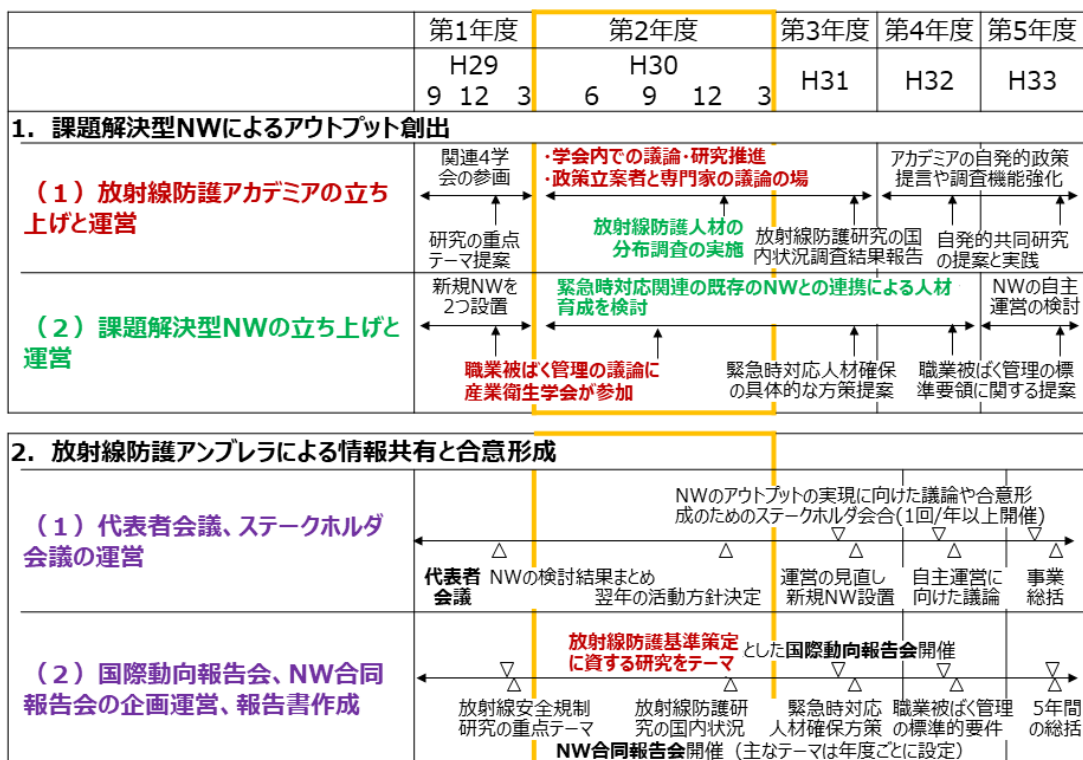 第1年度 第2年度 第3年度 第4年度 第5年度
H29 H30 H31 H32 H33
9 12 3 6 9 12 3
1．課題解決型NWによるアウトプット創出
（１）放射線防護アカデミアの立ち
上げと運営
関連4学
会の参画
研究の重点
テーマ提案
・学会内での議論・研究推進
・政策立案者と専門家の議論の場
放射線防護人材の
分布調査の実施
放射線防護研究の国
内状況調査結果報告
アカデミアの自発的政策
提言や調査機能強化
自発的共同研究
の提案と実践
（２）課題解決型NWの立ち上げと
運営
新規NWを
2つ設置
職業被ばく管理の議論に
産業衛生学会が参加
緊急時対応関連の既存のNWとの連携による人材
育成を検討
緊急時対応人材確保
の具体的な方策提案
NWの自主
運営の検討
職業被ばく管理の標
準要領に関する提案
2．放射線防護アンブレラによる情報共有と合意形成
（１）代表者会議、ステークホルダ
会議の運営
NWのアウトプットの実現に向けた議論や合意形
成のためのステークホルダ会合(1回/年以上開催)
代表者
会議
NWの検討結果まとめ
翌年の活動方針決定
運営の見直し
新規NW設置
自主運営に
向けた議論
事業
総括
（２）国際動向報告会、NW合同
報告会の企画運営、報告書作成
放射線防護基準策定
に資する研究をテーマとした国際動向報告会開催
放射線安全規制
研究の重点テーマ
放射線防護研
究の国内状況
緊急時対応
人材確保方策
職業被ばく管理
の標準的要件
5年間
の総括
NW合同報告会開催（主なテーマは年度ごとに設定）